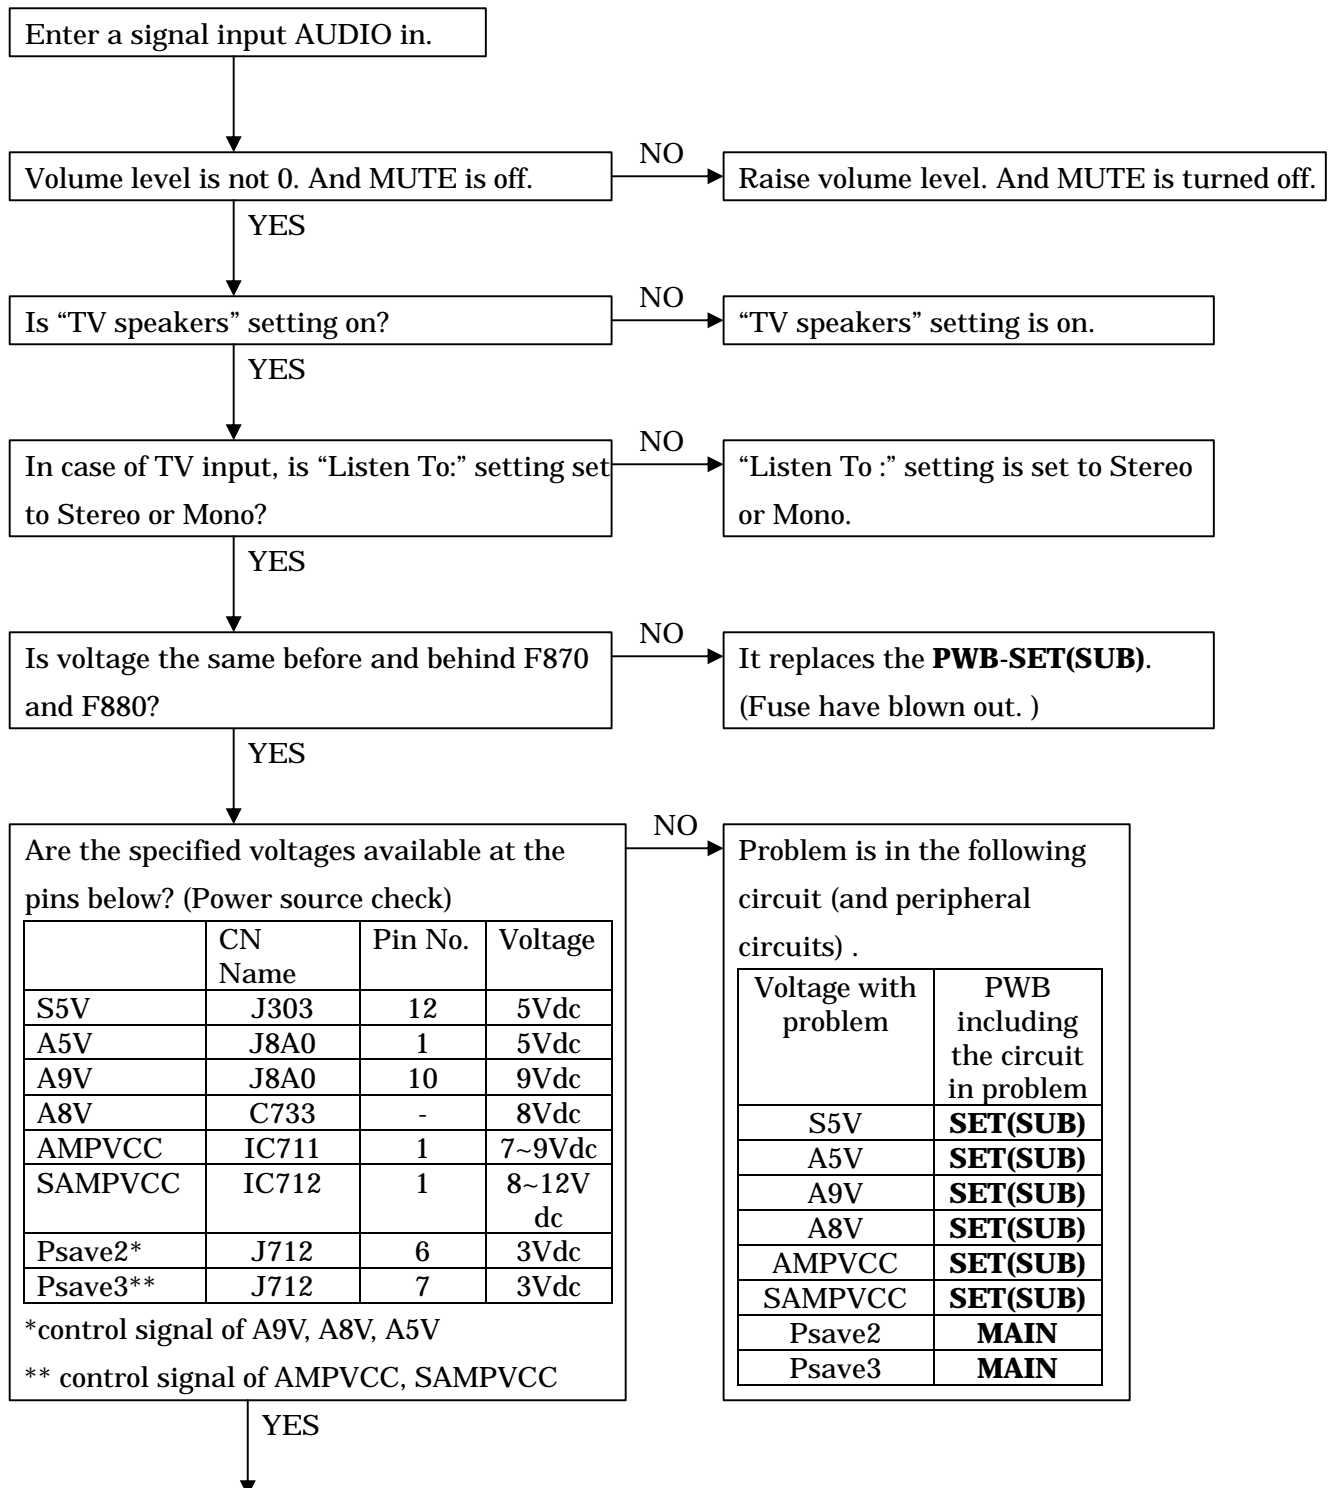 Enter a signal input AUDIO in.
Volume level is not 0. And MUTE is off.
NO
Raise volume level. And MUTE is turned off.
YES
Is “TV speakers” setting on?
NO
“TV speakers” setting is on.
YES
In case of TV input, is “Listen To:” setting set
to Stereo or Mono?
NO
“Listen To :” setting is set to Stereo
or Mono.
YES
Is voltage the same before and behind F870
and F880?
NO
It replaces the PWB-SET(SUB).
(Fuse have blown out. )
YES
Are the specified voltages available at the
pins below? (Power source check)
CN Pin No. Voltage
Name
S5V J303 12 5Vdc
A5V J8A0 1 5Vdc
A9V J8A0 10 9Vdc
A8V C733 - 8Vdc
AMPVCC IC711 1 7~9Vdc
SAMPVCC IC712 1 8~12V
dc
Psave2* J712 6 3Vdc
Psave3** J712 7 3Vdc
*control signal of A9V, A8V, A5V
** control signal of AMPVCC, SAMPVCC
NO
Problem is in the following
circuit (and peripheral
circuits) .
Voltage with PWB
problem including
the circuit
in problem
S5V SET(SUB)
A5V SET(SUB)
A9V SET(SUB)
A8V SET(SUB)
AMPVCC SET(SUB)
SAMPVCC SET(SUB)
Psave2 MAIN
Psave3 MAIN
YES